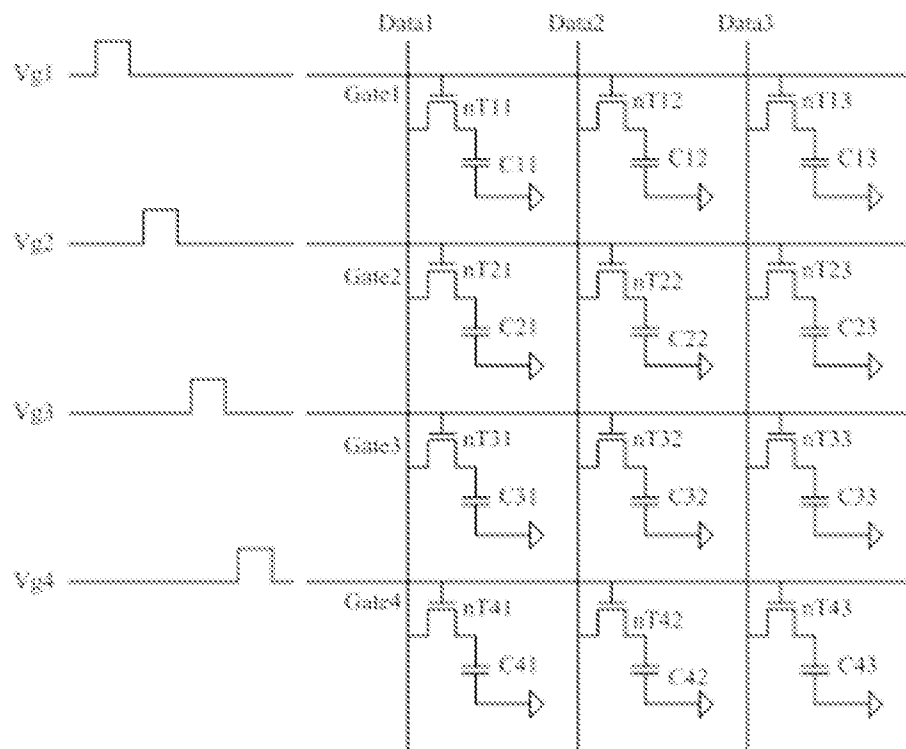 Data1 Data2 Data3
Vg1
Gate1 nT11 nT12 nT13
C11 C12 C13
Vg2
Gate2 nT21 nT22 nT23
C21 C22 C23
Vg3
Gate3 nT31 nT32 nT33
C31 C32 C33
Vg4
Gate4 nT41 nT42 nT43
C41 C42 C43